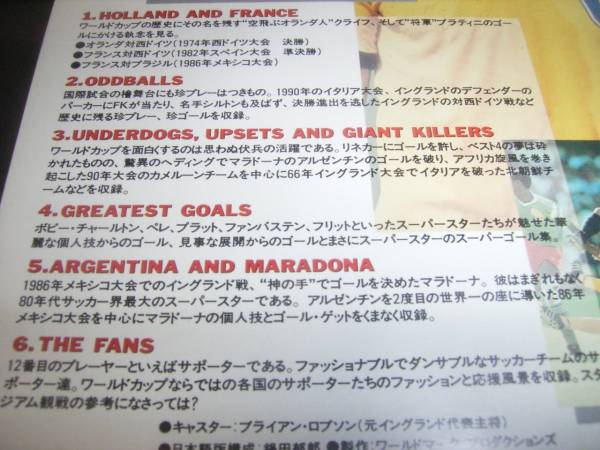 1.HOLLAND AND FRANCE
ワールドカップの歴史にその名を残す“空飛ぶオランダ人”クライフ、そして“将軍”プラティニのゴー
ルにかける執念を見る。
●オランダ対西ドイツ(1974年西ドイツ大会 決勝)
●フランス対西ドイツ(1982年スペイン大会 準決勝)
●フランス対ブラジル(1986年メキシコ大会)
2.ODDBALLS
国際試合の檜舞台にも珍プレーはつきもの。1990年のイタリア大会、イングランドのディフェンダーの
パーカーにFKが当たり、名手シルトンも及ばず、決勝進出を逃したイングランドの対西ドイツ戦など
歴史に残る珍プレー、珍ゴールを収録。
3.UNDERDOGS, UPSETS AND GIANT KILLERS
ワールドカップを面白くするのは思わぬ伏兵の活躍である。リネカーにゴールを許し、ベスト4の夢は砕
かれたものの、驚異のヘディングでマラドーナのアルゼンチンのゴールを破り、アフリカ旋風を巻き
起こした90年大会のカメルーンチームを中心に66年イングランド大会でイタリアを破った北朝鮮チ
ームなどを収録。
4.GREATEST GOALS
ボビー・チャールトン、ペレ、プラット、ファンバステン、フリットといったスーパースターたちが魅せた華
麗な個人技からのゴール、見事な展開からのゴールとまさにスーパースターのスーパーゴール集。
5.ARGENTINA AND MARADONA
1986年メキシコ大会でのイングランド戦、“神の手”でゴールを決めたマラドーナ。彼はまぎれもなく
80年代サッカー界最大のスーパースターである。アルゼンチンを2度目の世界一の座に導いた86年
メキシコ大会を中心にマラドーナの個人技とゴール・ゲットをくまなく収録。
6.THE FANS
12番目のプレーヤーといえばサポーターである。ファッショナブルでダンサブルなサッカーチームのサ
ポーター達。ワールドカップならではの各国のサポーターたちのファッションと応援風景を収録。スタ
ジアム観戦の参考になさっては?
●キャスター:ブライアン・ロブソン(元イングランド代表主将)
●日本語版構成:鎌田郁郎 ●製作:ワールドマーク・プロダクションズ